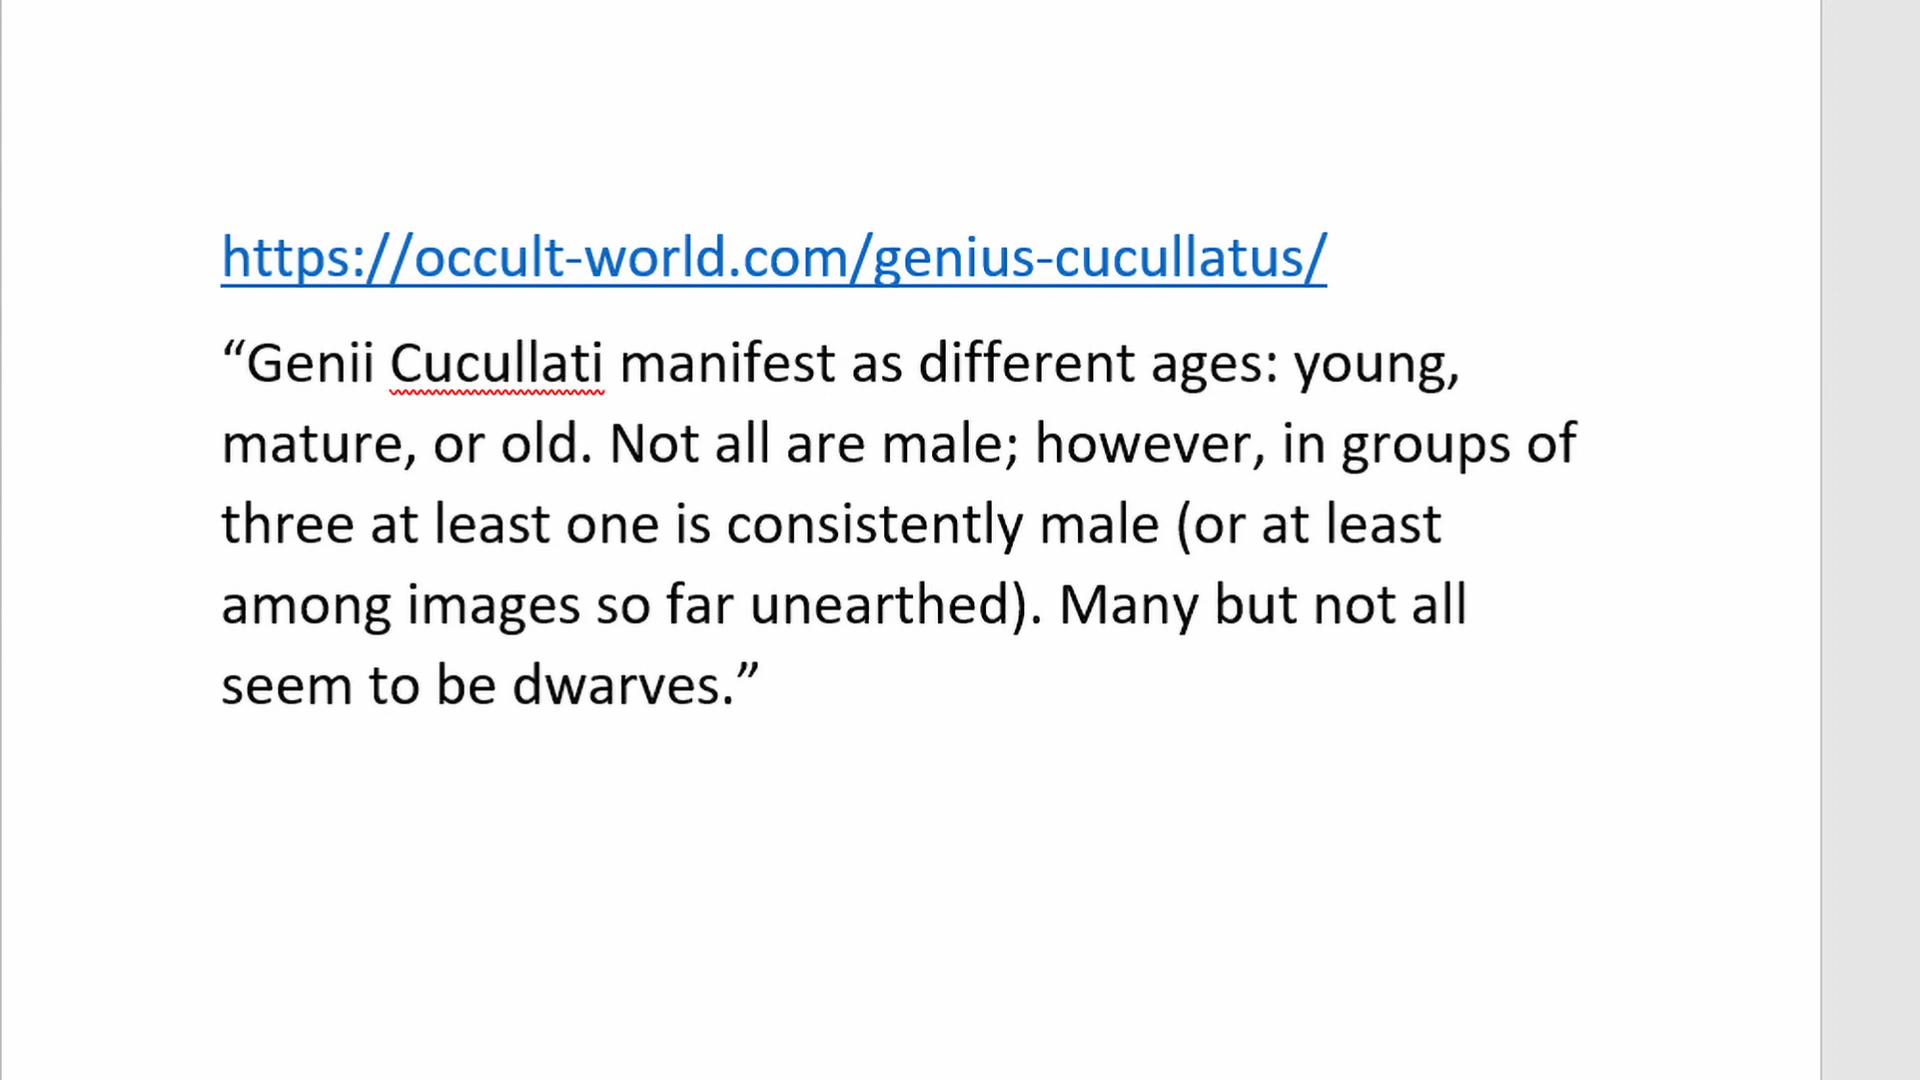 https://occult-world.com/genius-cucullatus/
“Genii Cucullati manifest as different ages: young,
mature, or old. Not all are male; however, in groups of
three at least one is consistently male (or at least
among images so far unearthed). Many but not all
seem to be dwarves.”